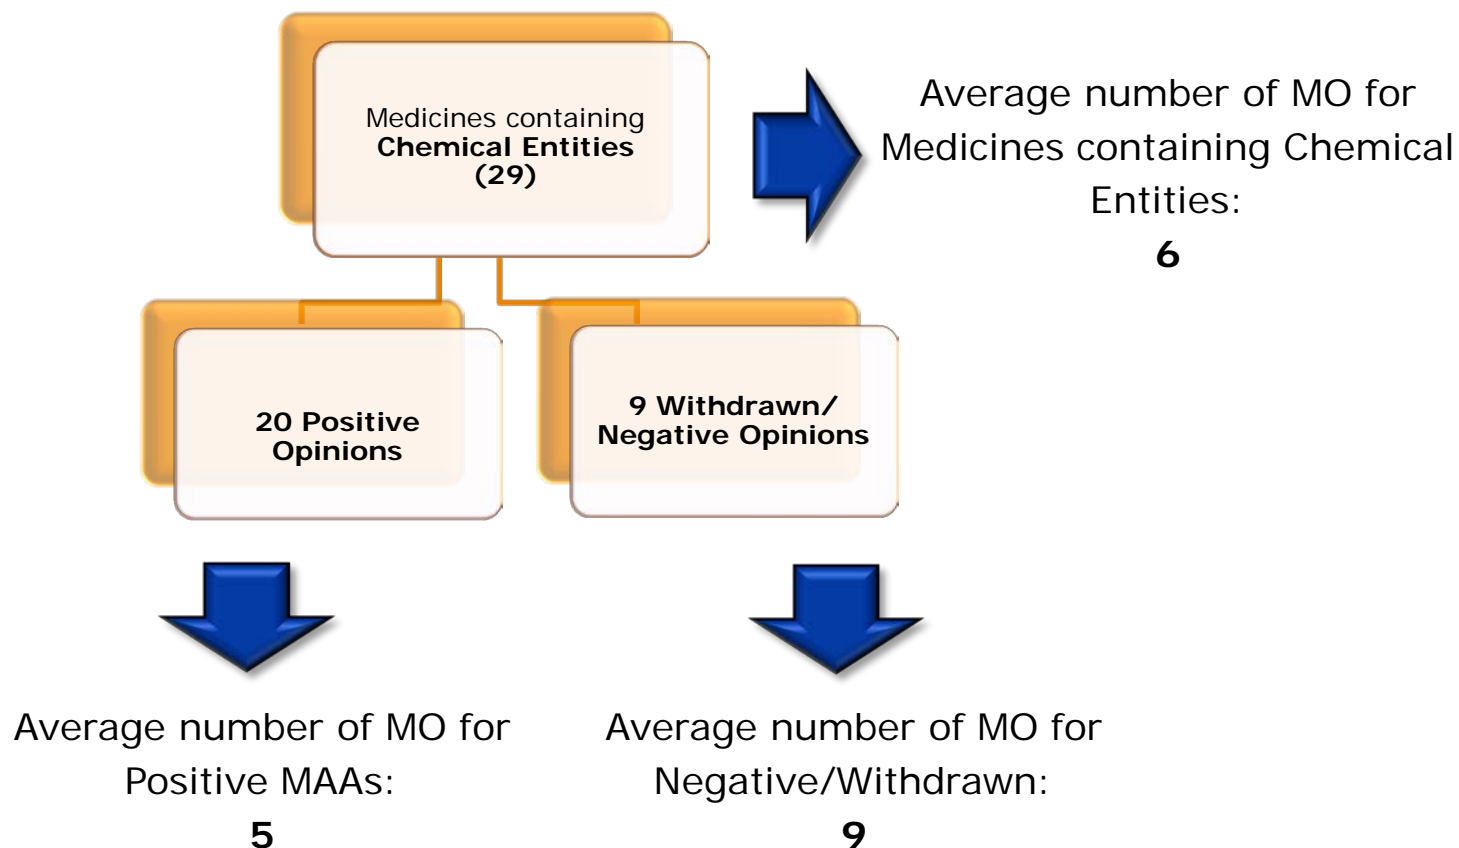 Medicines containing
Chemical Entities
(29)
Average number of MO for
Medicines containing Chemical
Entities:
6
20 Positive
Opinions
9 Withdrawn/
Negative Opinions
Average number of MO for
Positive MAAs:
5
Average number of MO for
Negative/Withdrawn:
9